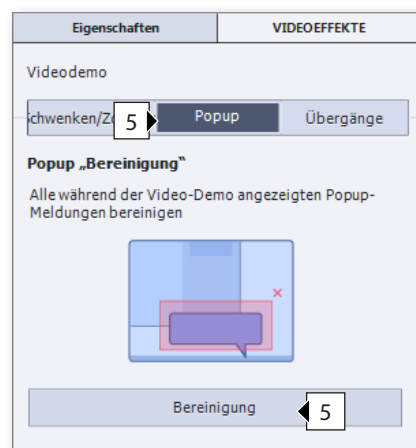 Eigenschaften VIDEOEFFEKTE
Videodemo
5 Popup Übergänge
Popup „Bereinigung“
Alle während der Video-Demo angezeigten Popup-
Meldungen bereinigen
Bereinigung 5